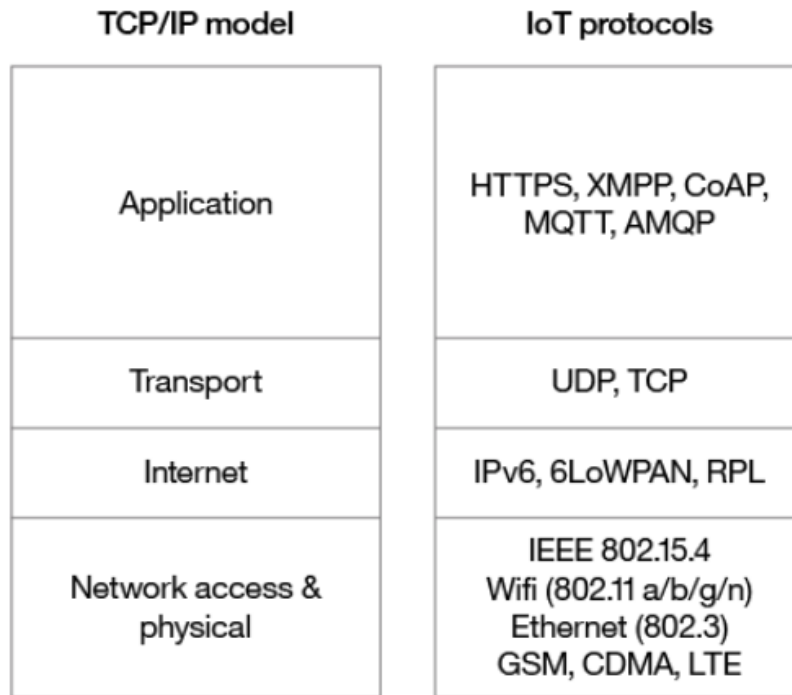 TCP/IP model
IoT protocols
Application
HTTPS, XMPP, CoAP,
MQTT, AMQP
Transport
UDP, TCP
Internet
IPv6, 6LoWPAN, RPL
Network access &
physical
IEEE 802.15.4
Wifi (802.11 a/b/g/n)
Ethernet (802.3)
GSM, CDMA, LTE